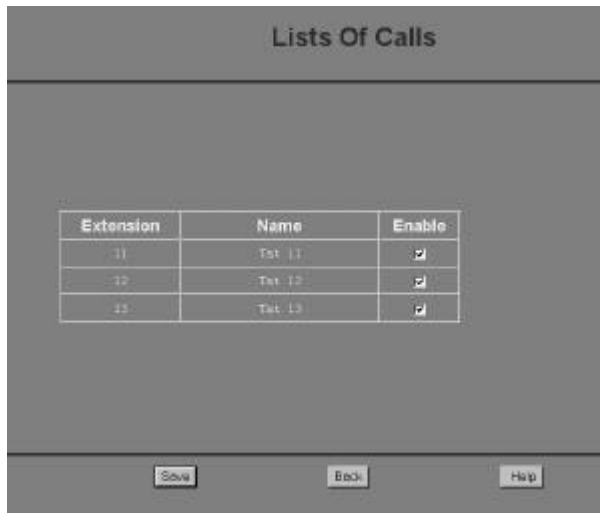 Lists Of Calls
Extension Name Enable
11 Tst 11
12 Tst 12
13 Tst 13
Save Back Help